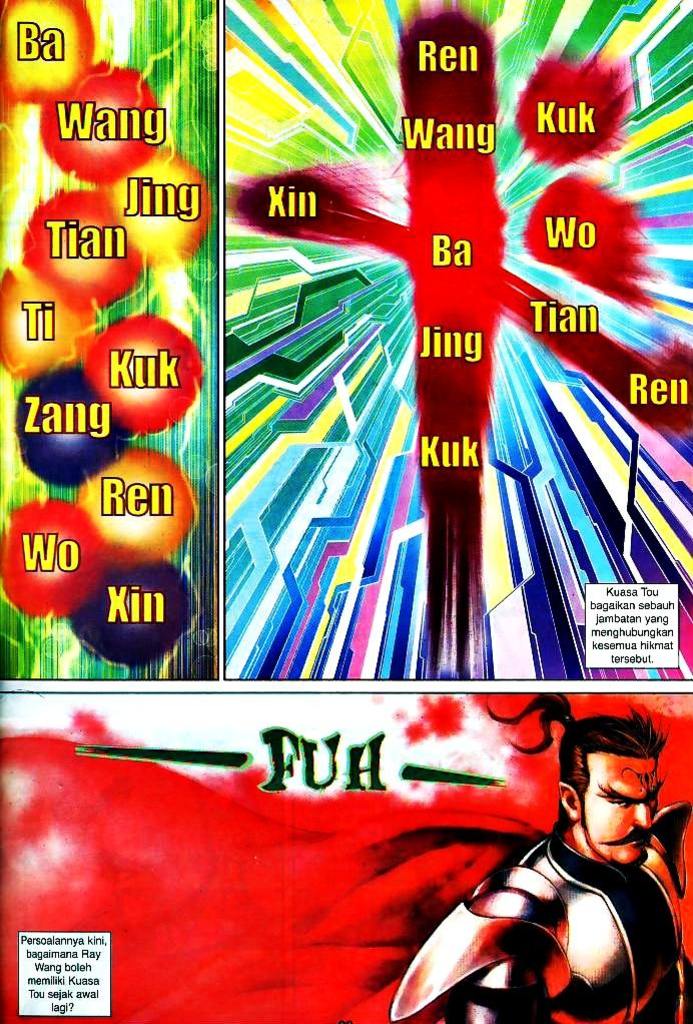 Ba
Wang
Jing
Tian
Ti
Kuk
Zang
Ren
Wo
Xin
Ren
Wang
Kuk
Xin
Wo
Ba
Tian
Jing
Ren
Kuk
Kuasa Tou
bagaikan sebauh
jambatan yang
menghubungkan
kesemua hikmat
tersebut.
FUH
Persoalannya kini,
bagaimana Ray
Wang boleh
memiliki Kuasa
Tou sejak awal
lagi?